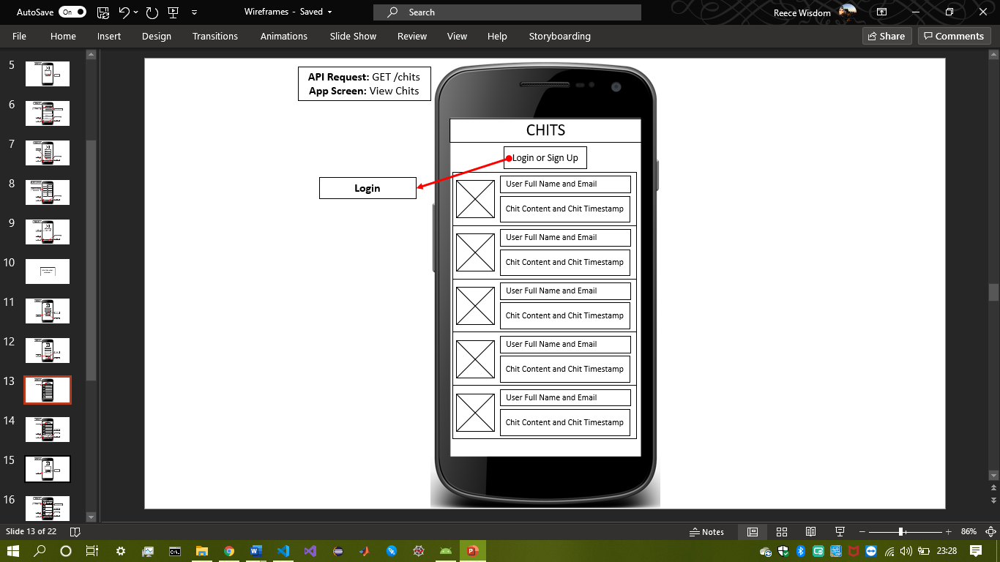 AutoSave On Wireframes - Saved Search Reece Wisdom
File Home Insert Design Transitions Animations Slide Show Review View Help Storyboarding Share Comments
5
6
7
8
9
10
11
12
13
14
15
16
API Request: GET /chits
App Screen: View Chits
CHITS
Login or Sign Up
Login
User Full Name and Email
Chit Content and Chit Timestamp
User Full Name and Email
Chit Content and Chit Timestamp
User Full Name and Email
Chit Content and Chit Timestamp
User Full Name and Email
Chit Content and Chit Timestamp
User Full Name and Email
Chit Content and Chit Timestamp
Slide 13 of 22 Notes 86%
23:28